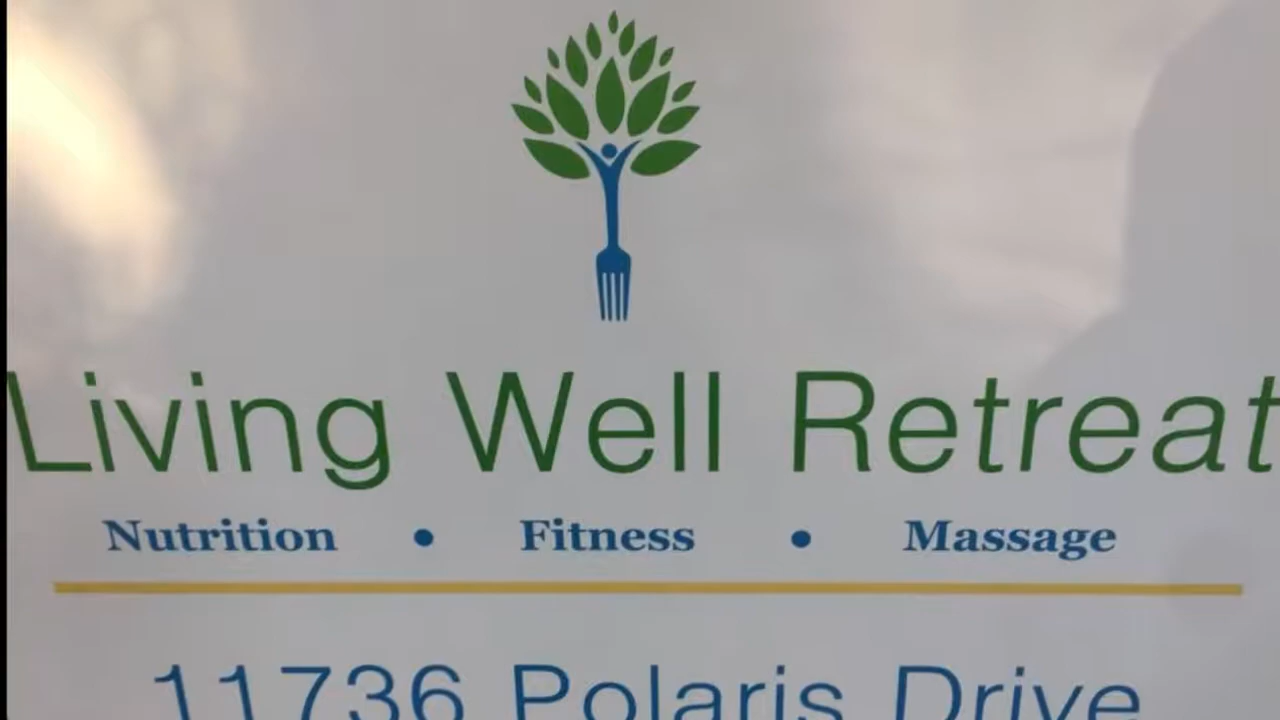 Living Well Retreat
Nutrition • Fitness • Massage
11736 Polaris Drive